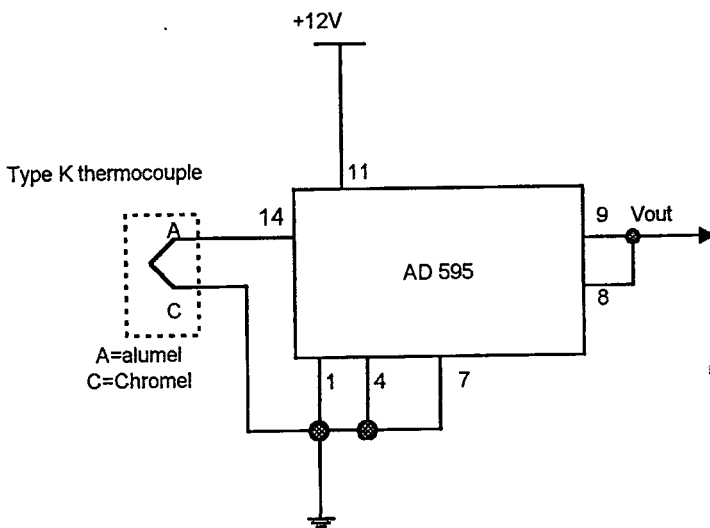 +12V
Type K thermocouple
11
A
14
9
Vout
AD 595
8
C
A=alumel
C=Chromel
1
4
7